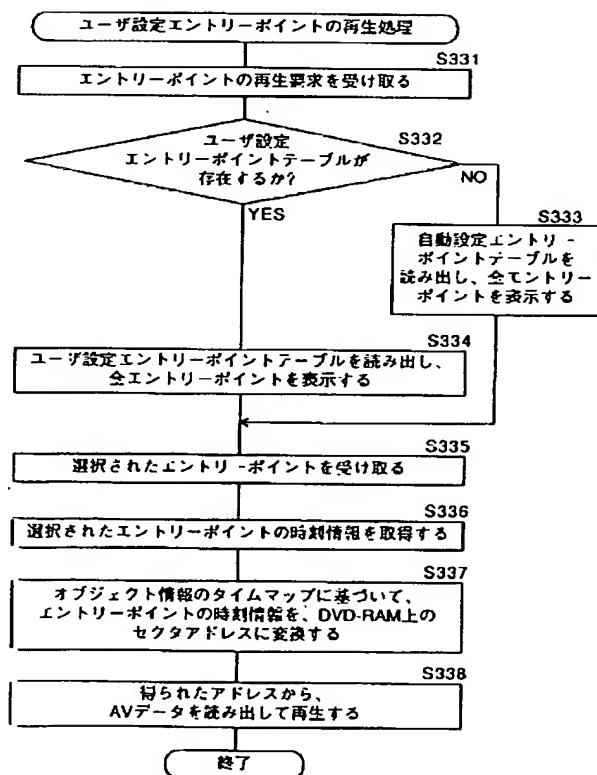 ユーザ設定エントリーポイントの再生処理
S331
エントリーポイントの再生要求を受け取る
S332
ユーザ設定
エントリーポイントテーブルが
存在するか?
NO
YES
S333
自動設定エントリー
ポイントテーブルを
読み出し、全エントリー
ポイントを表示する
S334
ユーザ設定エントリーポイントテーブルを読み出し、
全エントリーポイントを表示する
S335
選択されたエントリーポイントを受け取る
S336
選択されたエントリーポイントの時刻情報を取得する
S337
オブジェクト情報のタイムマップに基づいて、
エントリーポイントの時刻情報を、DVD-RAM上の
セクタアドレスに変換する
S338
得られたアドレスから、
AVデータを読み出して再生する
終了